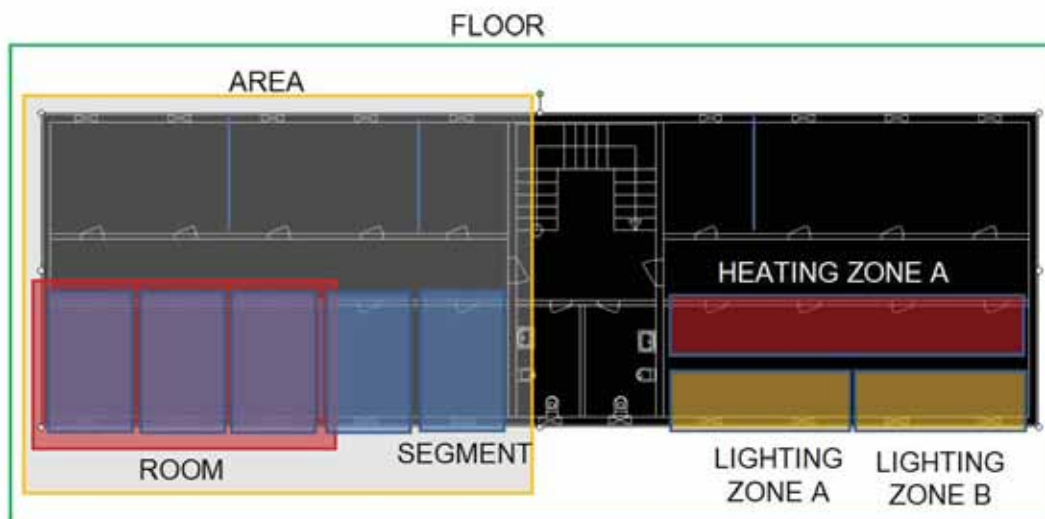 FLOOR
AREA
HEATING ZONE A
ROOM
SEGMENT
LIGHTING
ZONE A
LIGHTING
ZONE B